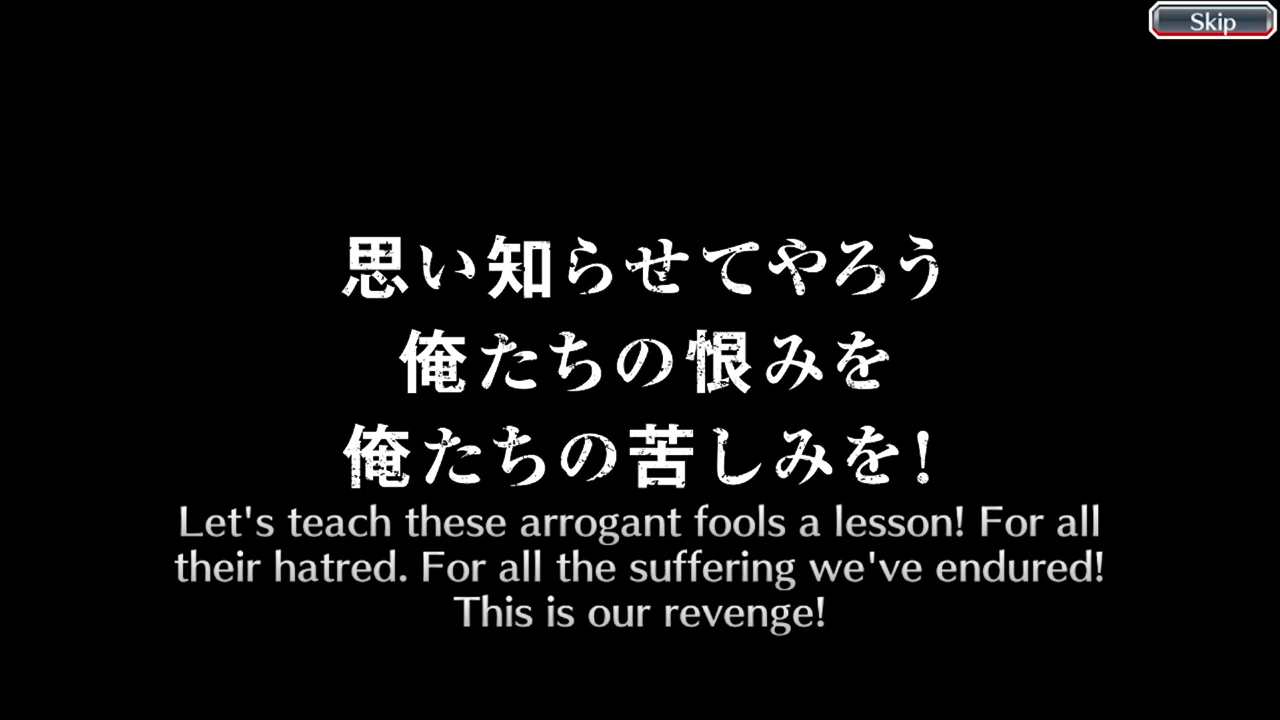 Skip
思い知らせてやろう
俺たちの恨みを
俺たちの苦しみを!
Let's teach these arrogant fools a lesson! For all
their hatred. For all the suffering we've endured!
This is our revenge!